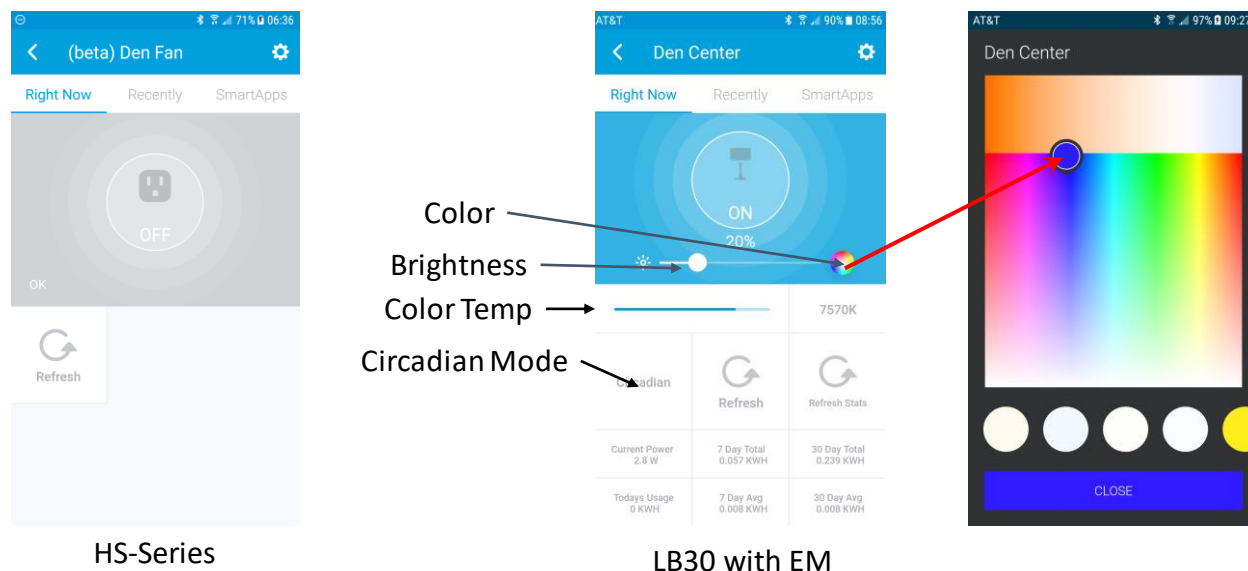 71% 06:36
(beta) Den Fan
Right Now Recently SmartApps
OFF
OK
Refresh
HS-Series
Color
Brightness
Color Temp
Circadian Mode
AT&T 90% 08:56
Den Center
Right Now Recently SmartApps
ON
20%
7570K
Circadian
Refresh
Refresh Stats
Current Power 7 Day Total 30 Day Total
2.8 W 0.057 KWH 0.239 KWH
Todays Usage 7 Day Avg 30 Day Avg
0 KWH 0.008 KWH 0.008 KWH
LB30 with EM
AT&T 97% 09:27
Den Center
CLOSE